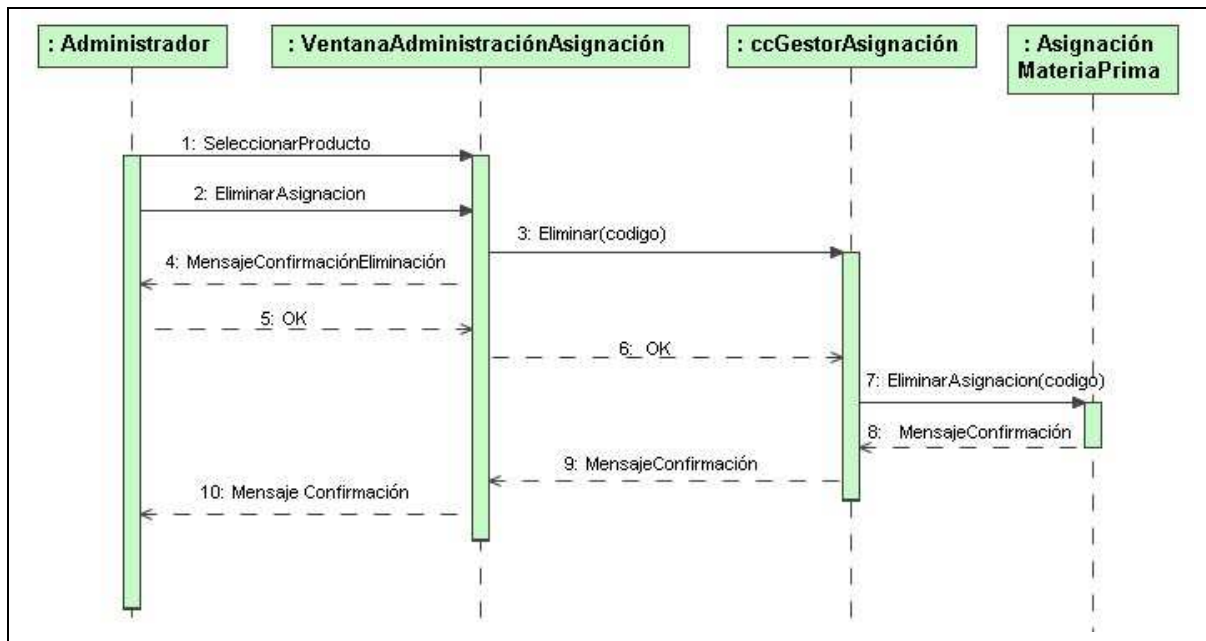 : Administrador
: VentanaAdministraciónAsignación
: ccGestorAsignación
: Asignación
MateriaPrima
1: SeleccionarProducto
2: EliminarAsignacion
3: Eliminar(codigo)
4: MensajeConfirmaciónEliminación
5: OK
6: OK
7: EliminarAsignacion(codigo)
8: MensajeConfirmación
9: MensajeConfirmación
10: Mensaje Confirmación